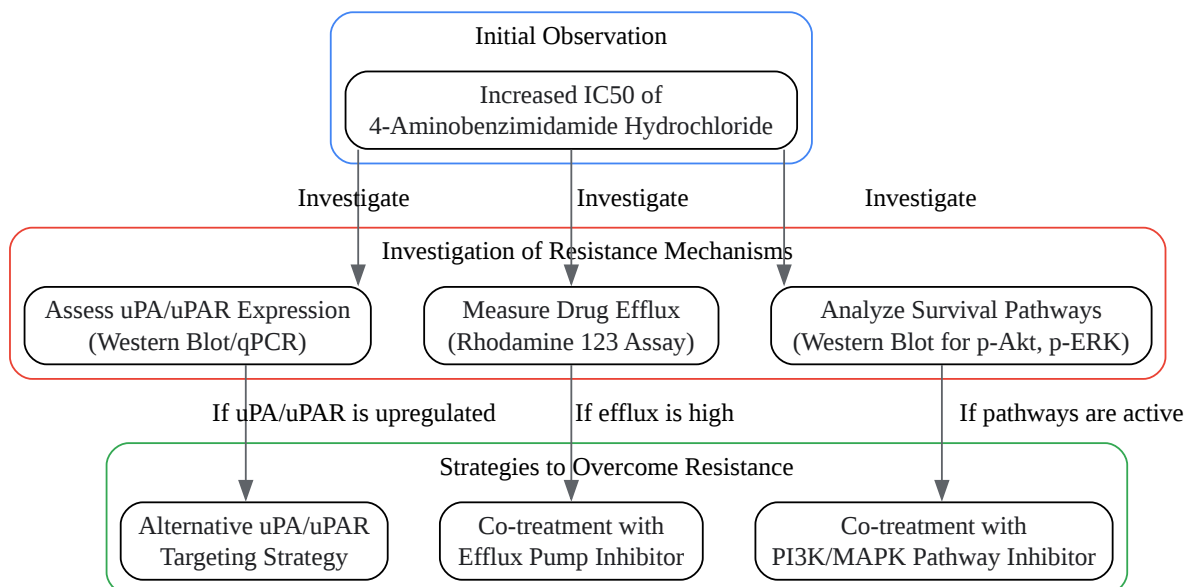 Initial Observation
Increased IC50 of
4-Aminobenzimidamide Hydrochloride
Investigate
Investigate
Investigate
Investigation of Resistance Mechanisms
Assess uPA/uPAR Expression
(Western Blot/qPCR)
Measure Drug Efflux
(Rhodamine 123 Assay)
Analyze Survival Pathways
(Western Blot for p-Akt, p-ERK)
If uPA/uPAR is upregulated
If efflux is high
If pathways are active
Strategies to Overcome Resistance
Alternative uPA/uPAR
Targeting Strategy
Co-treatment with
Efflux Pump Inhibitor
Co-treatment with
PI3K/MAPK Pathway Inhibitor